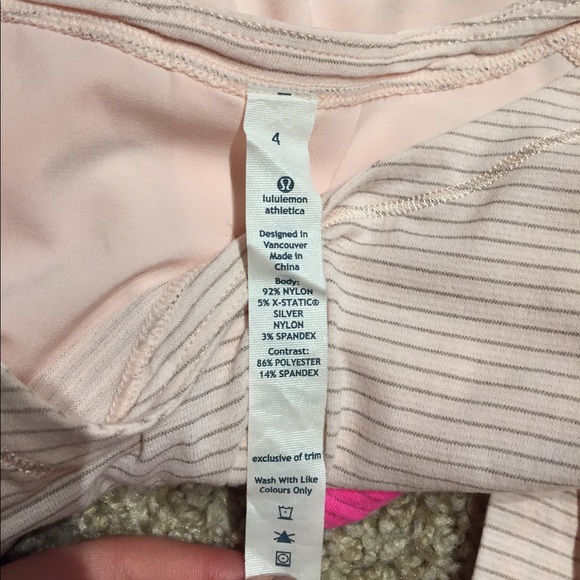 4
lululemon
athletica
Designed in
Vancouver
Made in
China
Body:
92% NYLON
5% X-STATIC®
SILVER
NYLON
3% SPANDEX
Contrast:
86% POLYESTER
14% SPANDEX
exclusive of trim
Wash With Like
Colours Only